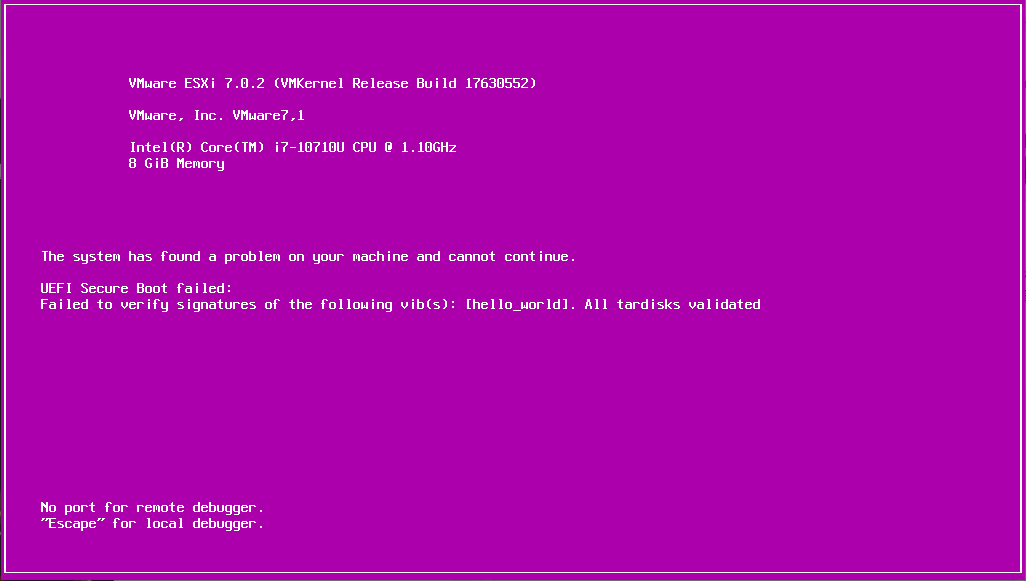 VMware ESXi 7.0.2 (VMKernel Release Build 17630552)
VMware, Inc. VMware7,1
Intel(R) Core(TM) i7-10710U CPU @ 1.10GHz
8 GiB Memory
The system has found a problem on your machine and cannot continue.
UEFI Secure Boot failed:
Failed to verify signatures of the following vib(s): [hello_world]. All tardisks validated
No port for remote debugger.
"Escape" for local debugger.